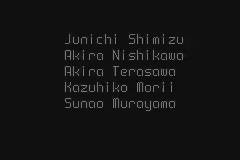 Junichi Shimizu
Akira Nishikawa
Akira Terasawa
Kazuhiko Morii
Sunao Murayama